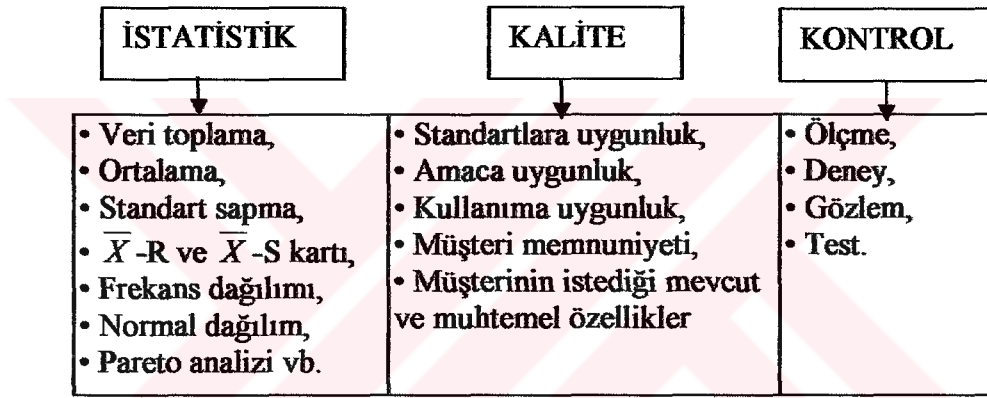 İSTATİSTİK
KALİTE
KONTROL
• Veri toplama,
• Ortalama,
• Standart sapma,
• X̅ -R ve X̅ -S kartı,
• Frekans dağılımı,
• Normal dağılım,
• Pareto analizi vb.
• Standartlara uygunluk,
• Amaca uygunluk,
• Kullanıma uygunluk,
• Müşteri memnuniyeti,
• Müşterinin istediği mevcut
ve muhtemel özellikler
• Ölçme,
• Deney,
• Gözlem,
• Test.